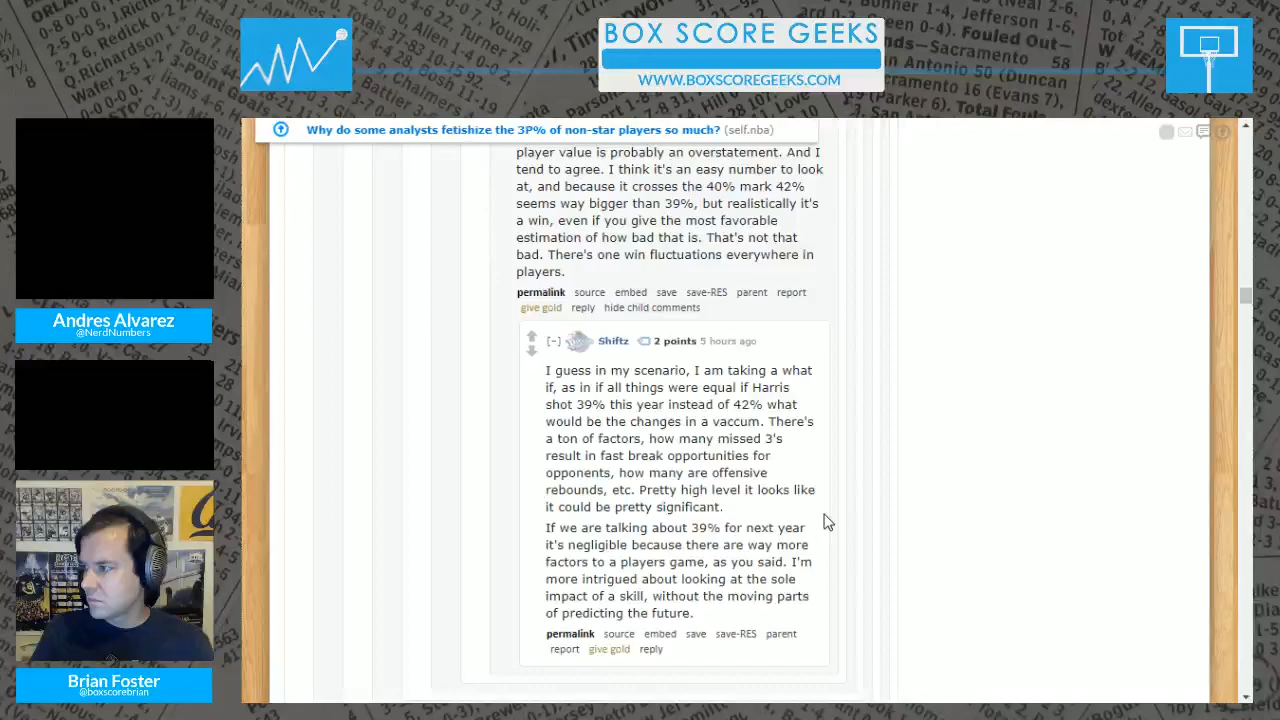 BOX SCORE GEEKS
WWW.BOXSCOREGEEKS.COM
Why do some analysts fetishize the 3P% of non-star players so much? (self.nba)
player value is probably an overstatement. And I
tend to agree. I think it's an easy number to look
at, and because it crosses the 40% mark 42%
seems way bigger than 39%, but realistically it's
a win, even if you give the most favorable
estimation of how bad that is. That's not that
bad. There's one win fluctuations everywhere in
players.
permalink source embed save save-RES parent report
give gold reply hide child comments
[-] Shiftz 2 points 5 hours ago
I guess in my scenario, I am taking a what
if, as in if all things were equal if Harris
shot 39% this year instead of 42% what
would be the changes in a vaccum. There's
a ton of factors, how many missed 3's
result in fast break opportunities for
opponents, how many are offensive
rebounds, etc. Pretty high level it looks like
it could be pretty significant.
If we are talking about 39% for next year
it's negligible because there are way more
factors to a players game, as you said. I'm
more intrigued about looking at the sole
impact of a skill, without the moving parts
of predicting the future.
permalink source embed save save-RES parent
report give gold reply
Andres Alvarez
@NerdNumbers
Brian Foster
@boxscorebrian